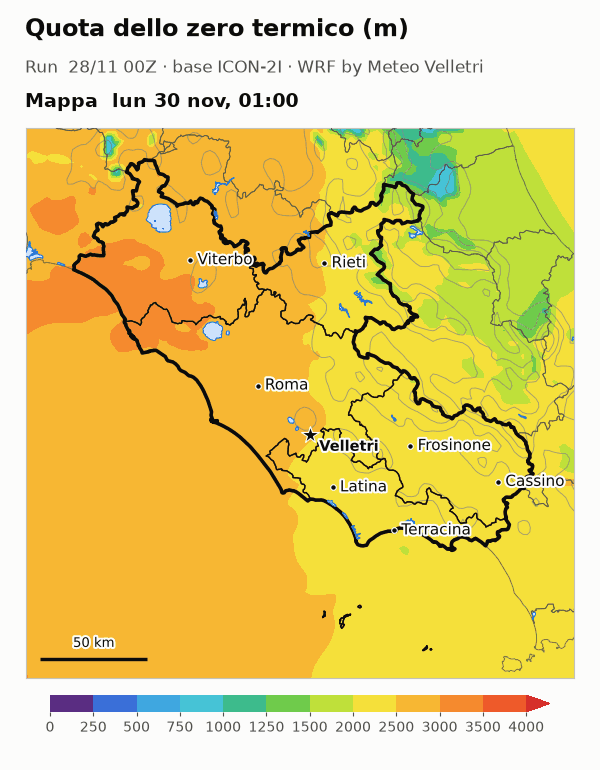 Quota dello zero termico (m)
Run  28/11 00Z · base ICON-2I · WRF by Meteo Velletri
Mappa  lun 30 nov, 01:00
Viterbo
Rieti
Roma
Velletri
Frosinone
Latina
Cassino
Terracina
50 km
0 250 500 750 1000 1250 1500 2000 2500 3000 3500 4000